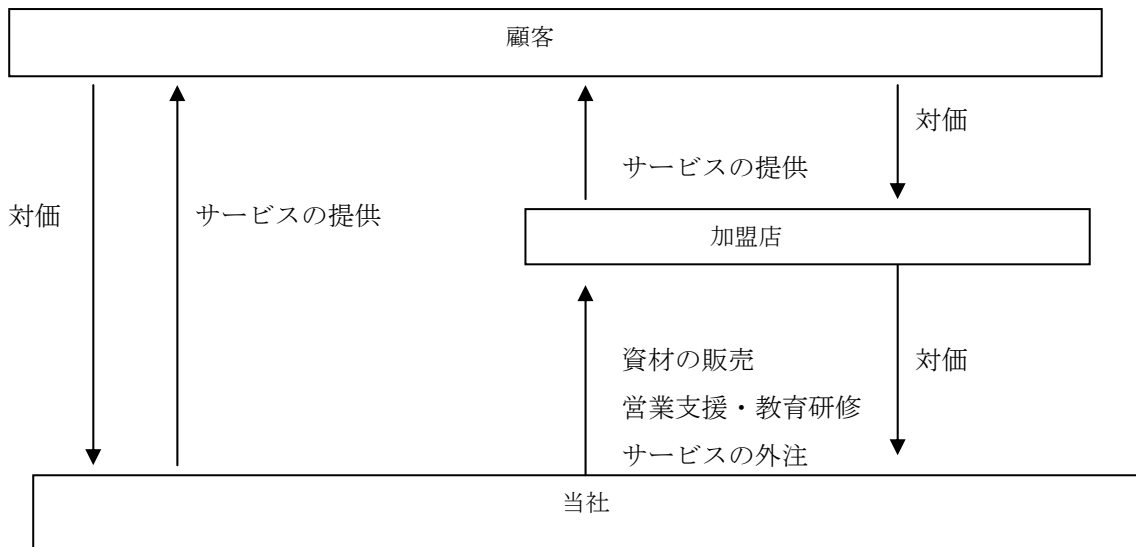 顧客
対価
サービスの提供
対価
サービスの提供
加盟店
資材の販売
営業支援・教育研修
サービスの外注
対価
当社